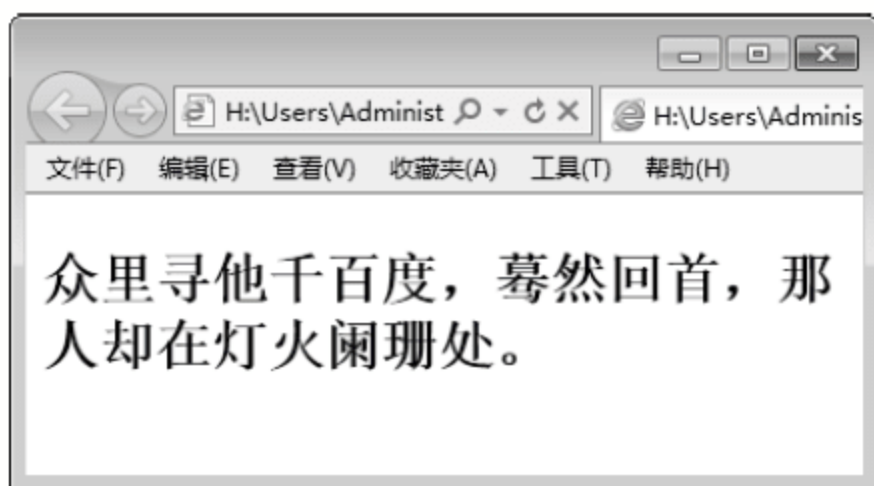 H:\Users\Administ
H:\Users\Adminis
文件(F) 编辑(E) 查看(V) 收藏夹(A) 工具(T) 帮助(H)
众里寻他千百度，蓦然回首，那
人却在灯火阑珊处。